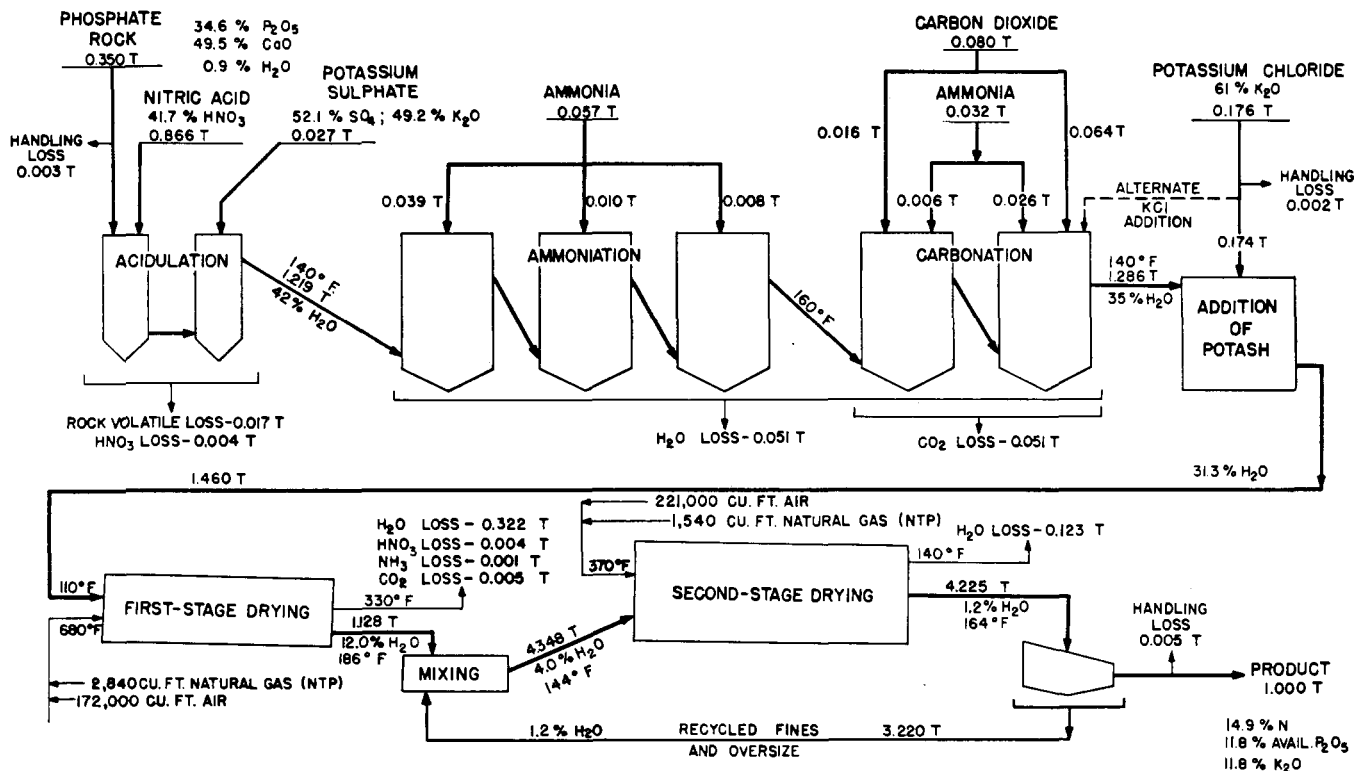 PHOSPHATE
ROCK
0.350 T
34.6 % P2O5
49.5 % CaO
0.9 % H2O
NITRIC ACID
41.7 % HNO3
0.866 T
POTASSIUM
SULPHATE
52.1 % SO4; 49.2 % K2O
0.027 T
HANDLING
LOSS
0.003 T
ACIDULATION
140° F.
1.219 T
42% H2O
ROCK VOLATILE LOSS-0.017 T
HNO3 LOSS-0.004 T
AMMONIA
0.057 T
0.039 T
0.010 T
0.008 T
AMMONIATION
160° F
H2O LOSS-0.051 T
CARBON DIOXIDE
0.080 T
AMMONIA
0.032 T
0.016 T
0.064 T
0.006 T
0.026 T
CARBONATION
CO2 LOSS-0.051 T
ALTERNATE
KCl
ADDITION
POTASSIUM CHLORIDE
61 % K2O
0.176 T
HANDLING
LOSS
0.002 T
0.174 T
140° F
1.286 T
35% H2O
ADDITION
OF
POTASH
31.3 % H2O
1.460 T
110° F
680°F
FIRST-STAGE DRYING
H2O LOSS-0.322 T
HNO3 LOSS-0.004 T
NH3 LOSS-0.001 T
CO2 LOSS-0.005 T
330° F
1.128 T
12.0% H2O
186° F
2,840 CU. FT. NATURAL GAS (NTP)
172,000 CU. FT. AIR
MIXING
4.348 T
4.0% H2O
144° F
221,000 CU. FT. AIR
1,540 CU. FT. NATURAL GAS (NTP)
370°F
SECOND-STAGE DRYING
H2O LOSS-0.123 T
140° F
4.225 T
1.2% H2O
164° F
HANDLING
LOSS
0.005 T
PRODUCT
1.000 T
14.9 % N
11.8 % AVAIL. P2O5
11.8 % K2O
1.2% H2O RECYCLED FINES 3.220 T
AND OVERSIZE